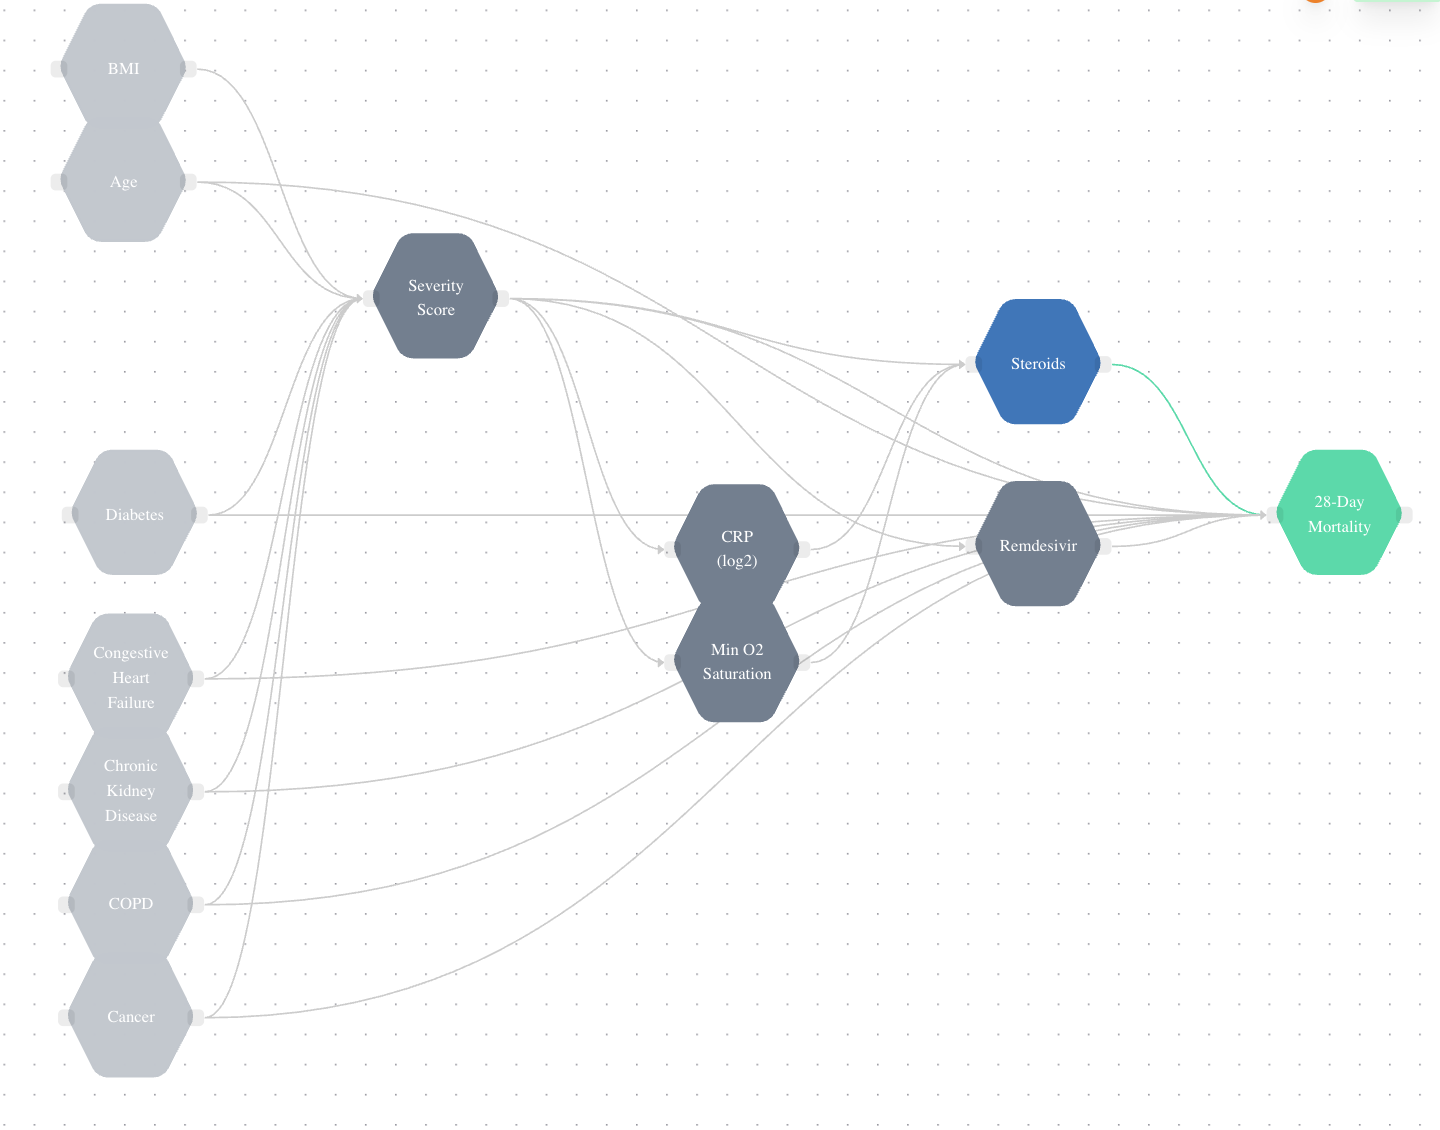 BMI
Age
Severity
Score
Steroids
Diabetes
CRP
(log2)
Remdesivir
28-Day
Mortality
Congestive
Heart
Failure
Min O2
Saturation
Chronic
Kidney
Disease
COPD
Cancer